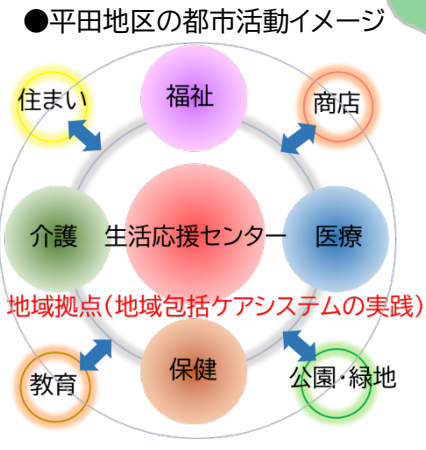 ●平田地区の都市活動イメージ
住まい
福祉
商店
介護
生活応援センター
医療
地域拠点(地域包括ケアシステムの実践)
教育
保健
公園･緑地